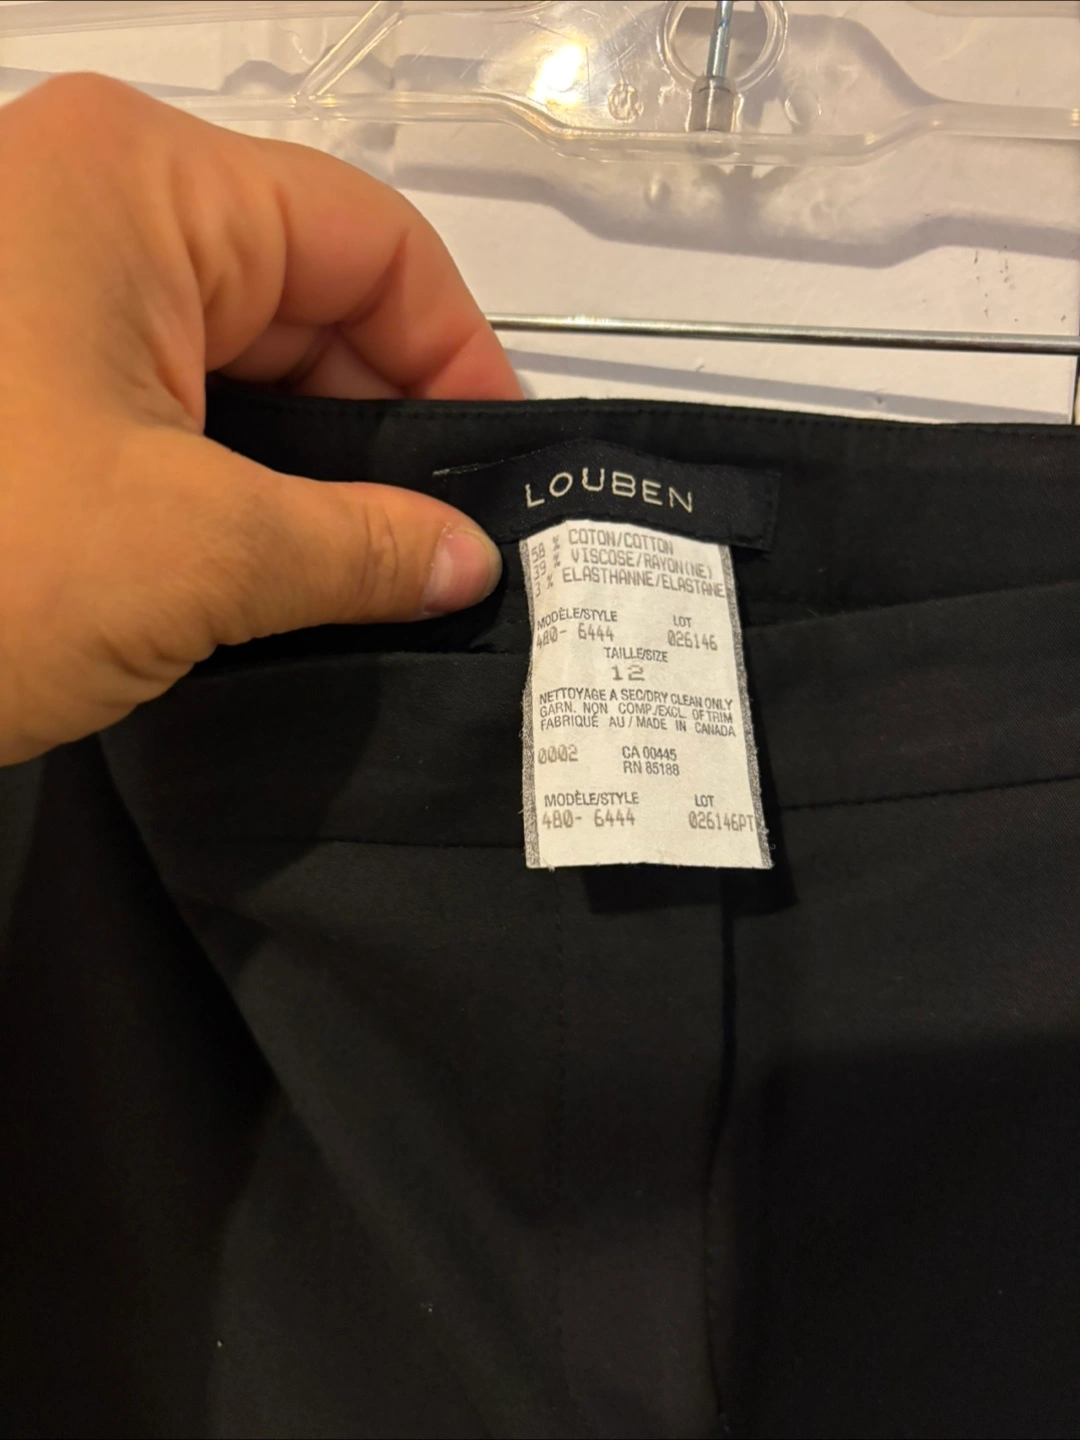 LOUBEN
58 % COTON/COTTON
39 % VISCOSE/RAYON(NE)
3 % ELASTHANNE/ELASTANE
MODÈLE/STYLE LOT
480- 6444 026146
TAILLE/SIZE
12
NETTOYAGE A SEC/DRY CLEAN ONLY
GARN. NON COMP./EXCL. OF TRIM
FABRIQUÉ AU / MADE IN CANADA
0002 CA 00445
RN 85188
MODÈLE/STYLE LOT
480- 6444 026146PT